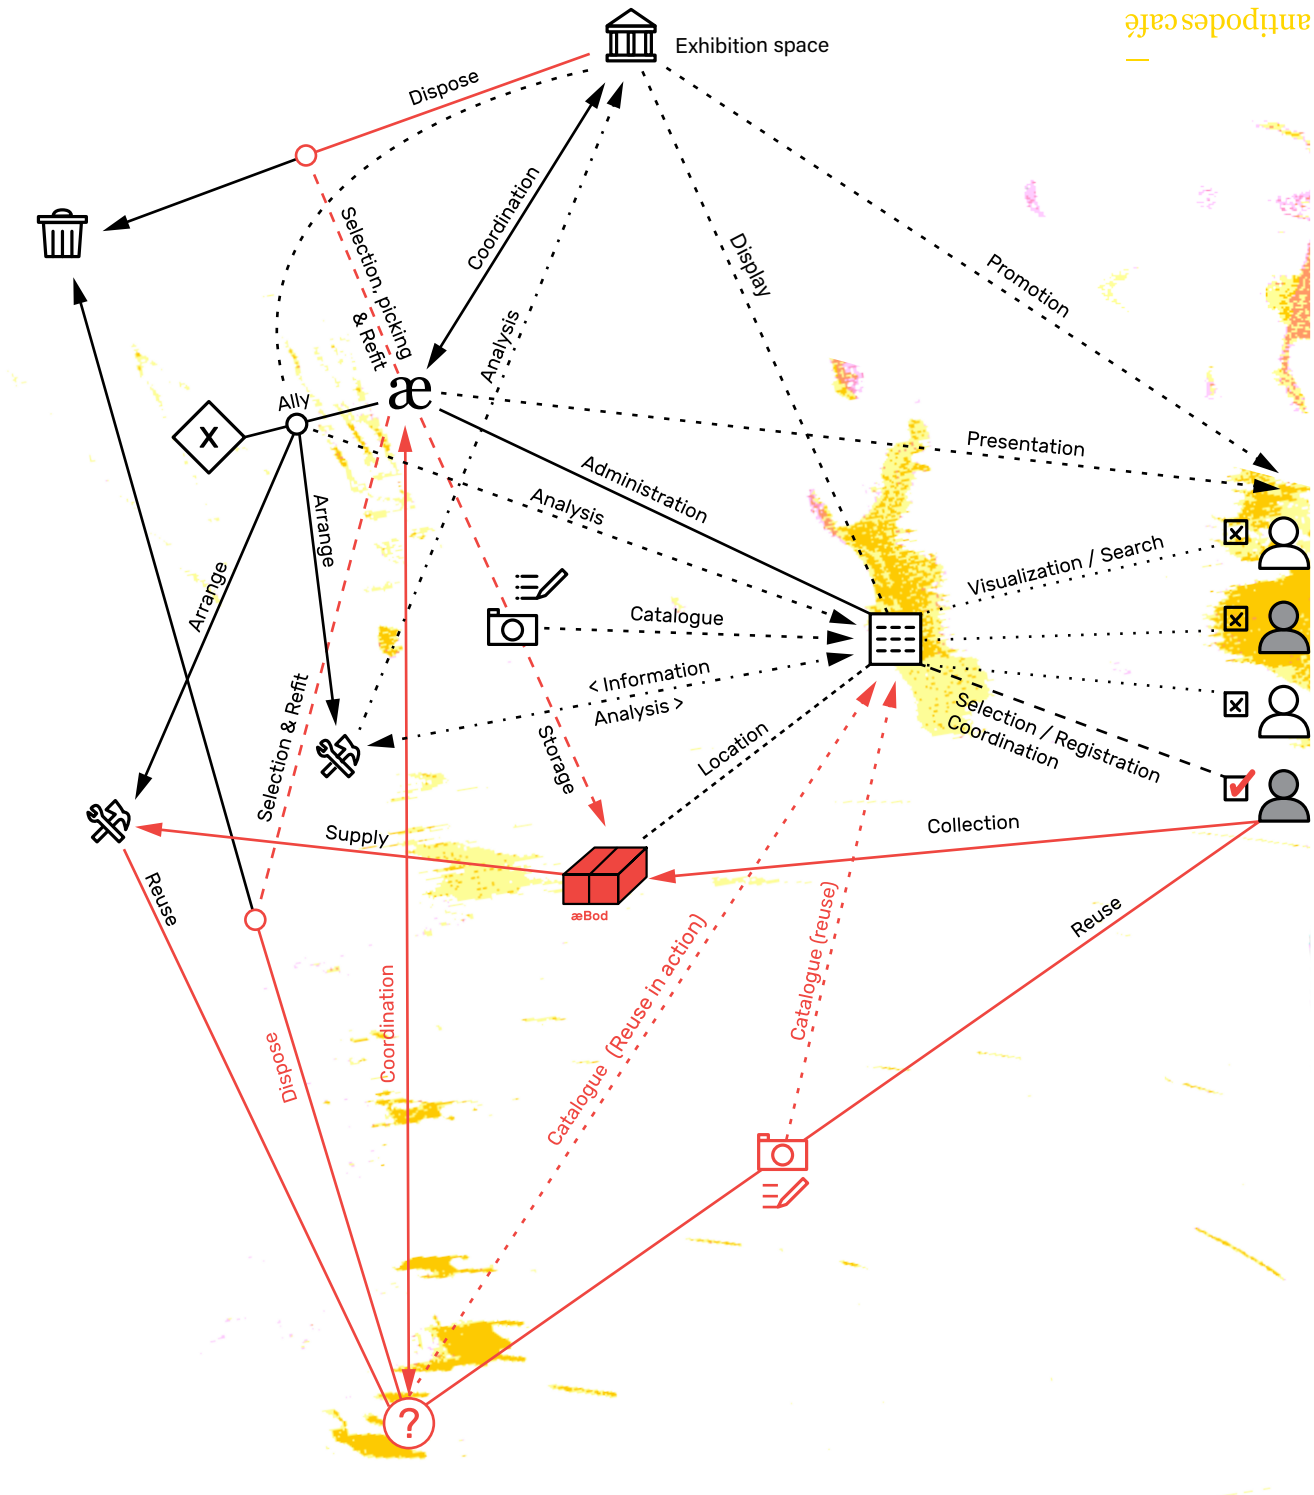 antipodes café
Exhibition space
Dispose
Coordination
Selection, picking
& Refit
Analysis
Display
Promotion
æ
Ally
x
Presentation
Administration
Analysis
Arrange
Arrange
Visualization / Search
Catalogue
< Information
Analysis >
Selection / Registration
Coordination
Location
Storage
Selection & Refit
Supply
Collection
æBod
Reuse
Reuse
Dispose
Coordination
Catalogue (Reuse in action)
Catalogue (reuse)
?